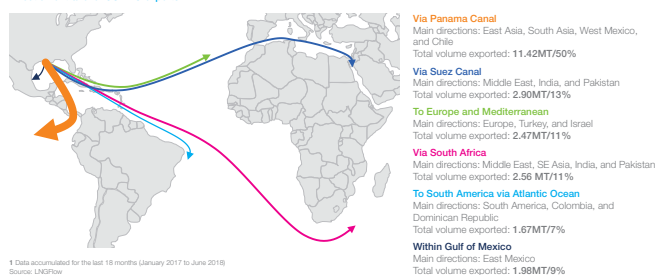 Via Panama Canal
Main directions: East Asia, South Asia, West Mexico,
and Chile
Total volume exported: 11.42MT/50%
Via Suez Canal
Main directions: Middle East, India, and Pakistan
Total volume exported: 2.90MT/13%
To Europe and Mediterranean
Main directions: Europe, Turkey, and Israel
Total volume exported: 2.47MT/11%
Via South Africa
Main directions: Middle East, SE Asia, India, and Pakistan
Total volume exported: 2.56 MT/11%
To South America via Atlantic Ocean
Main directions: South America, Colombia, and
Dominican Republic
Total volume exported: 1.67MT/7%
Within Gulf of Mexico
Main directions: East Mexico
Total volume exported: 1.98MT/9%
1 Data accumulated for the last 18 months (January 2017 to June 2018)
Source: LNGFlow